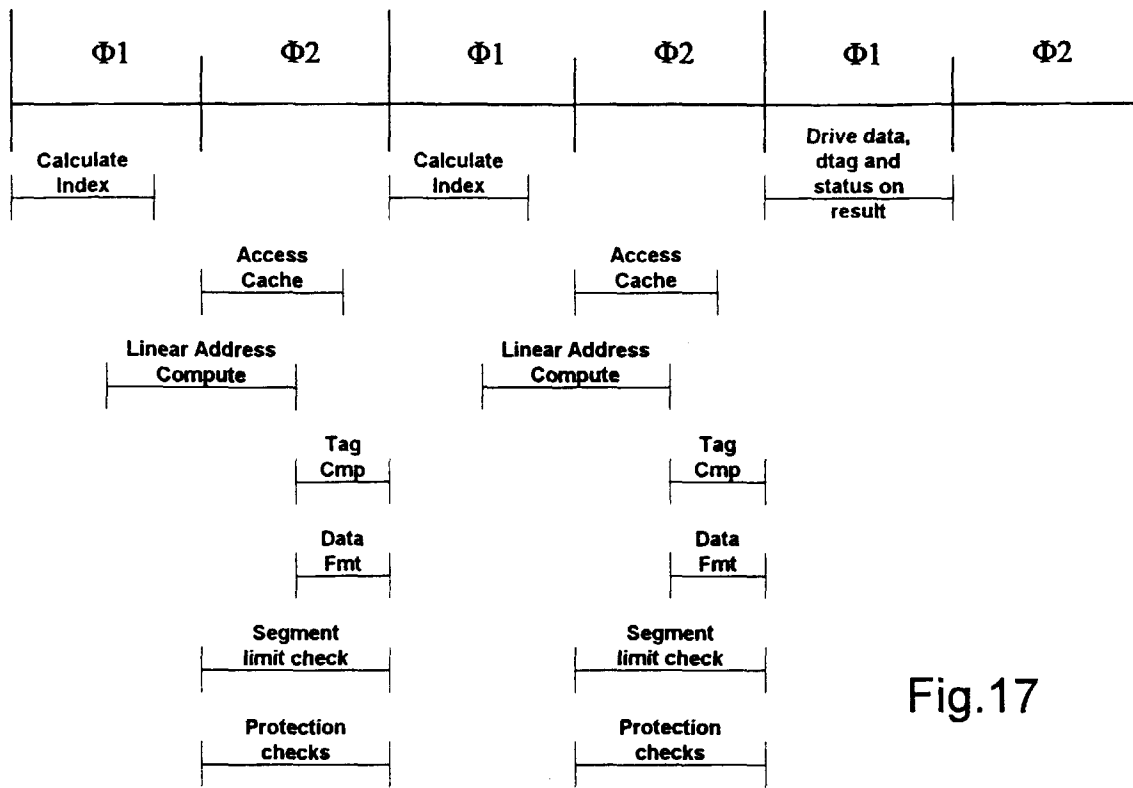 Φ1 Φ2 Φ1 Φ2 Φ1 Φ2
Calculate
Index
Calculate
Index
Drive data,
dtag and
status on
result
Access
Cache
Access
Cache
Linear Address
Compute
Linear Address
Compute
Tag
Cmp
Tag
Cmp
Data
Fmt
Data
Fmt
Segment
limit check
Segment
limit check
Protection
checks
Protection
checks
Fig.17